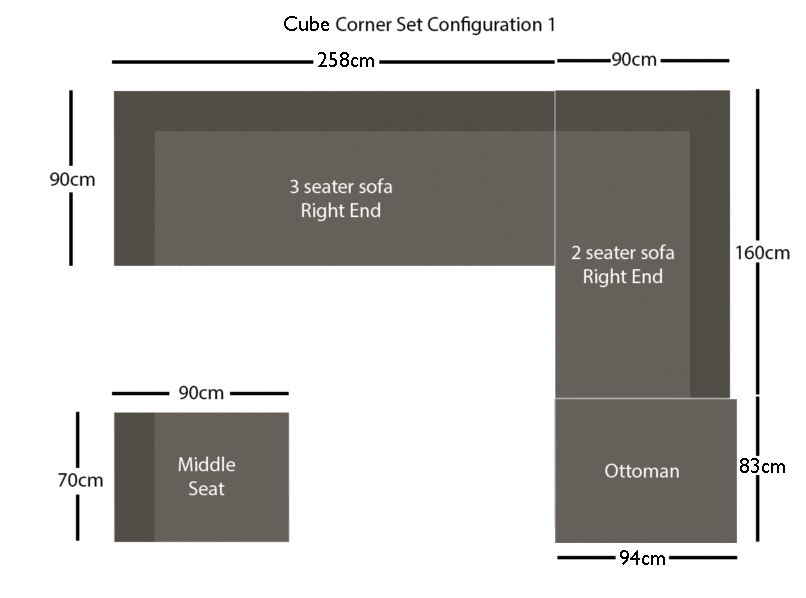 Cube Corner Set Configuration 1
258cm
90cm
90cm
3 seater sofa
Right End
2 seater sofa
Right End
160cm
90cm
70cm
Middle
Seat
Ottoman
83cm
94cm